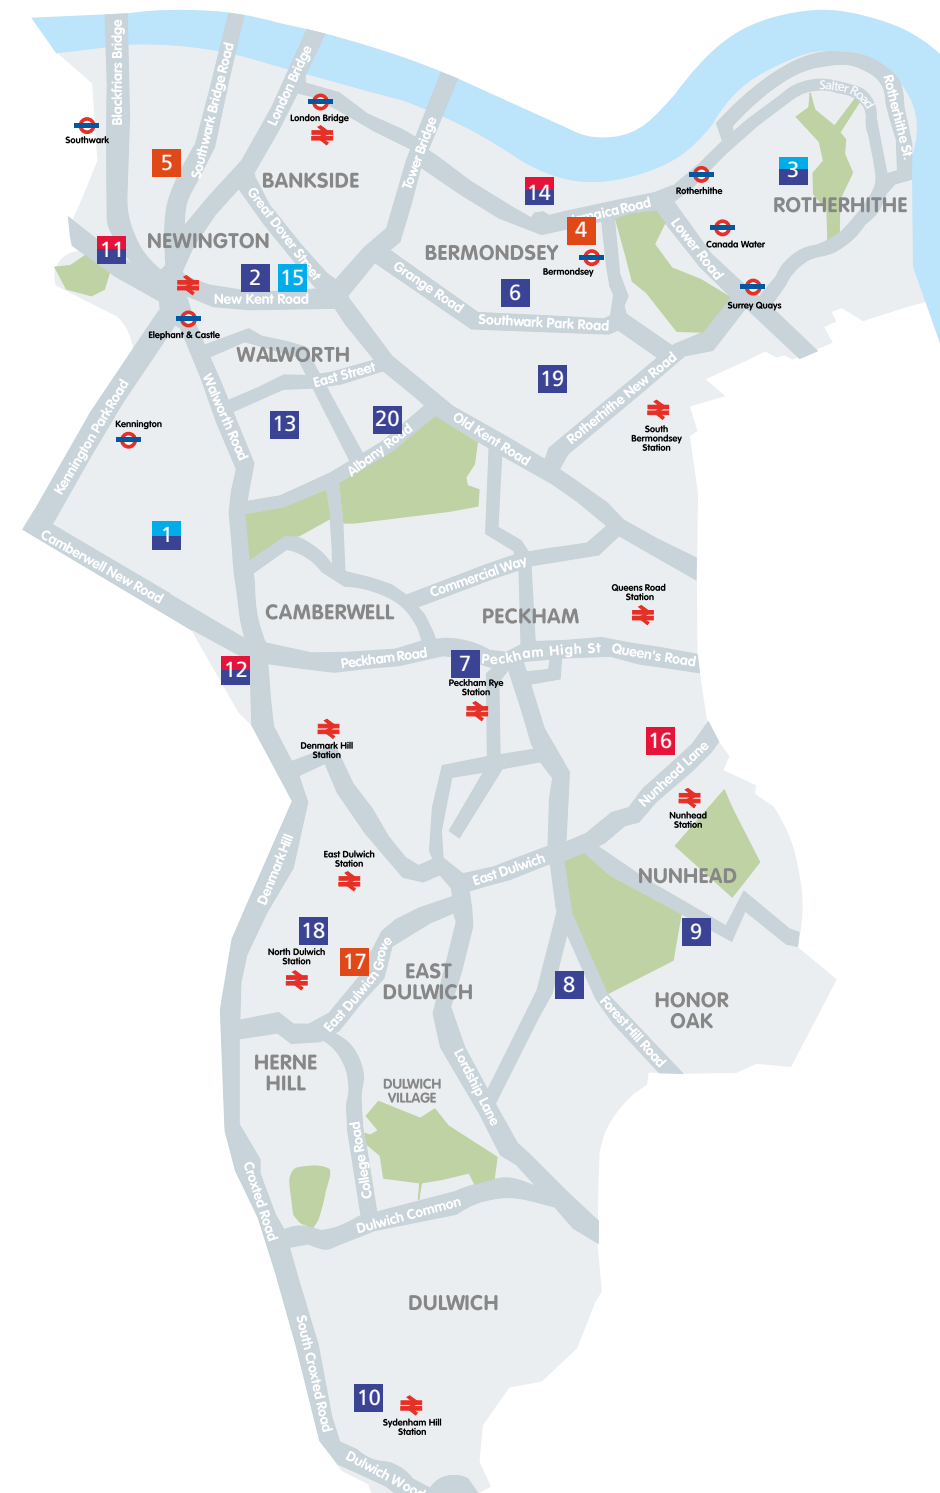 Blackfriars Bridge
Southwark Bridge Road
London Bridge
Tower Bridge
London Bridge
Southwark
5
BANKSIDE
Great Dover Street
14
Jamaica Road
Rotherhithe
3
Salter Road
Rotherhithe St.
ROTHERHITHE
11
NEWINGTON
2
15
New Kent Road
BERMONDSEY
4
Bermondsey
Canada Water
Lower Road
Surrey Quays
Grange Road
6
Southwark Park Road
Elephant & Castle
WALWORTH
East Street
Walworth Road
13
20
Albany Road
19
Old Kent Road
Rotherhithe New Road
South
Bermondsey
Station
Kennington Park Road
Kennington
1
Camberwell New Road
Commercial Way
Queens Road
Station
CAMBERWELL
PECKHAM
12
Peckham Road
7
Peckham High St
Queen's Road
Peckham Rye
Station
Denmark Hill
Station
16
Nunhead Lane
Nunhead
Station
NUNHEAD
Denmark Hill
East Dulwich
Station
East Dulwich
18
North Dulwich
Station
17
East Dulwich Grove
EAST
DULWICH
8
9
HONOR
OAK
Forest Hill Road
HERNE
HILL
DULWICH
VILLAGE
Lordship Lane
College Road
Croxted Road
Dulwich Common
DULWICH
South Croxted Road
10
Sydenham Hill
Station
Dulwich Wood